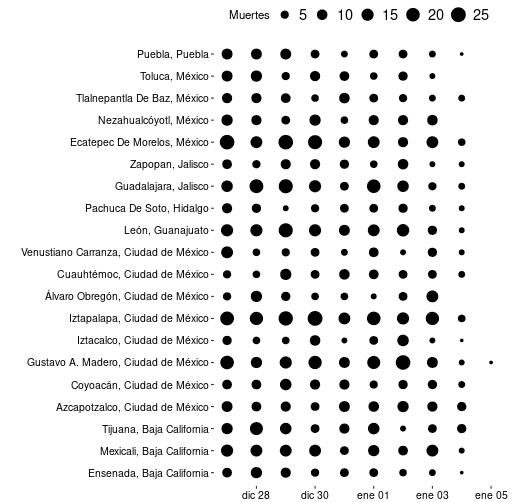 Muertes 5 10 15 20 25
Puebla, Puebla
Toluca, México
Tlalnepantla De Baz, México
Nezahualcóyotl, México
Ecatepec De Morelos, México
Zapopan, Jalisco
Guadalajara, Jalisco
Pachuca De Soto, Hidalgo
León, Guanajuato
Venustiano Carranza, Ciudad de México
Cuauhtémoc, Ciudad de México
Álvaro Obregón, Ciudad de México
Iztapalapa, Ciudad de México
Iztacalco, Ciudad de México
Gustavo A. Madero, Ciudad de México
Coyoacán, Ciudad de México
Azcapotzalco, Ciudad de México
Tijuana, Baja California
Mexicali, Baja California
Ensenada, Baja California
dic 28 dic 30 ene 01 ene 03 ene 05